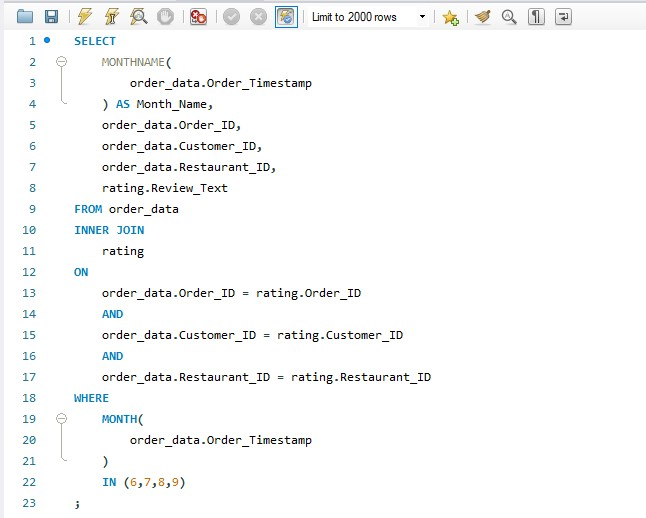 Limit to 2000 rows
1 SELECT
2 MONTHNAME(
3 order_data.Order_Timestamp
4 ) AS Month_Name,
5 order_data.Order_ID,
6 order_data.Customer_ID,
7 order_data.Restaurant_ID,
8 rating.Review_Text
9 FROM order_data
10 INNER JOIN
11 rating
12 ON
13 order_data.Order_ID = rating.Order_ID
14 AND
15 order_data.Customer_ID = rating.Customer_ID
16 AND
17 order_data.Restaurant_ID = rating.Restaurant_ID
18 WHERE
19 MONTH(
20 order_data.Order_Timestamp
21 )
22 IN (6,7,8,9)
23 ;